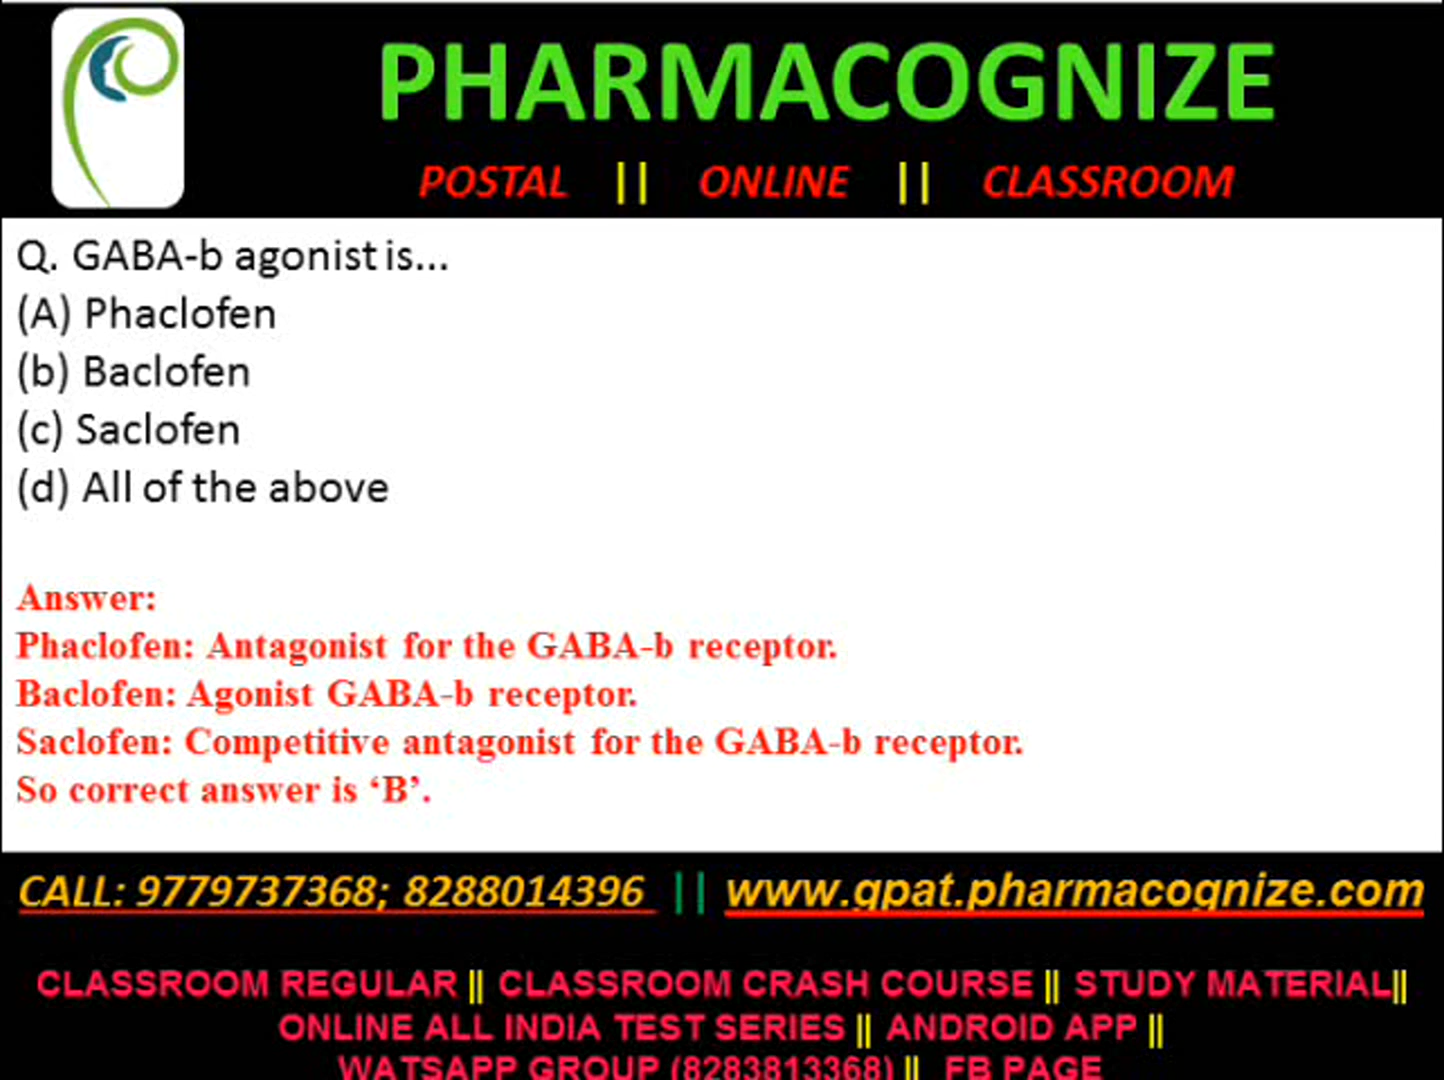 PHARMACOGNIZE
POSTAL || ONLINE || CLASSROOM
Q. GABA-b agonist is...
(A) Phaclofen
(b) Baclofen
(c) Saclofen
(d) All of the above
Answer:
Phaclofen: Antagonist for the GABA-b receptor.
Baclofen: Agonist GABA-b receptor.
Saclofen: Competitive antagonist for the GABA-b receptor.
So correct answer is ‘B’.
CALL: 9779737368; 8288014396 || www.gpat.pharmacognize.com
CLASSROOM REGULAR || CLASSROOM CRASH COURSE || STUDY MATERIAL||
ONLINE ALL INDIA TEST SERIES || ANDROID APP ||
WATSAPP GROUP (8283813368) || FB PAGE